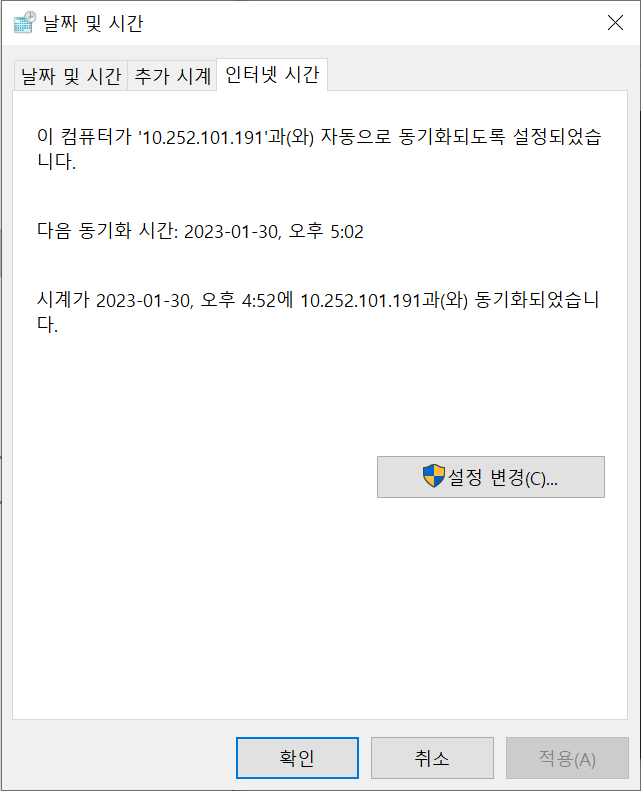 날짜 및 시간
날짜 및 시간 추가 시계 인터넷 시간
이 컴퓨터가 '10.252.101.191'과(와) 자동으로 동기화되도록 설정되었습
니다.
다음 동기화 시간: 2023-01-30, 오후 5:02
시계가 2023-01-30, 오후 4:52에 10.252.101.191과(와) 동기화되었습니
다.
설정 변경(C)...
확인 취소 적용(A)